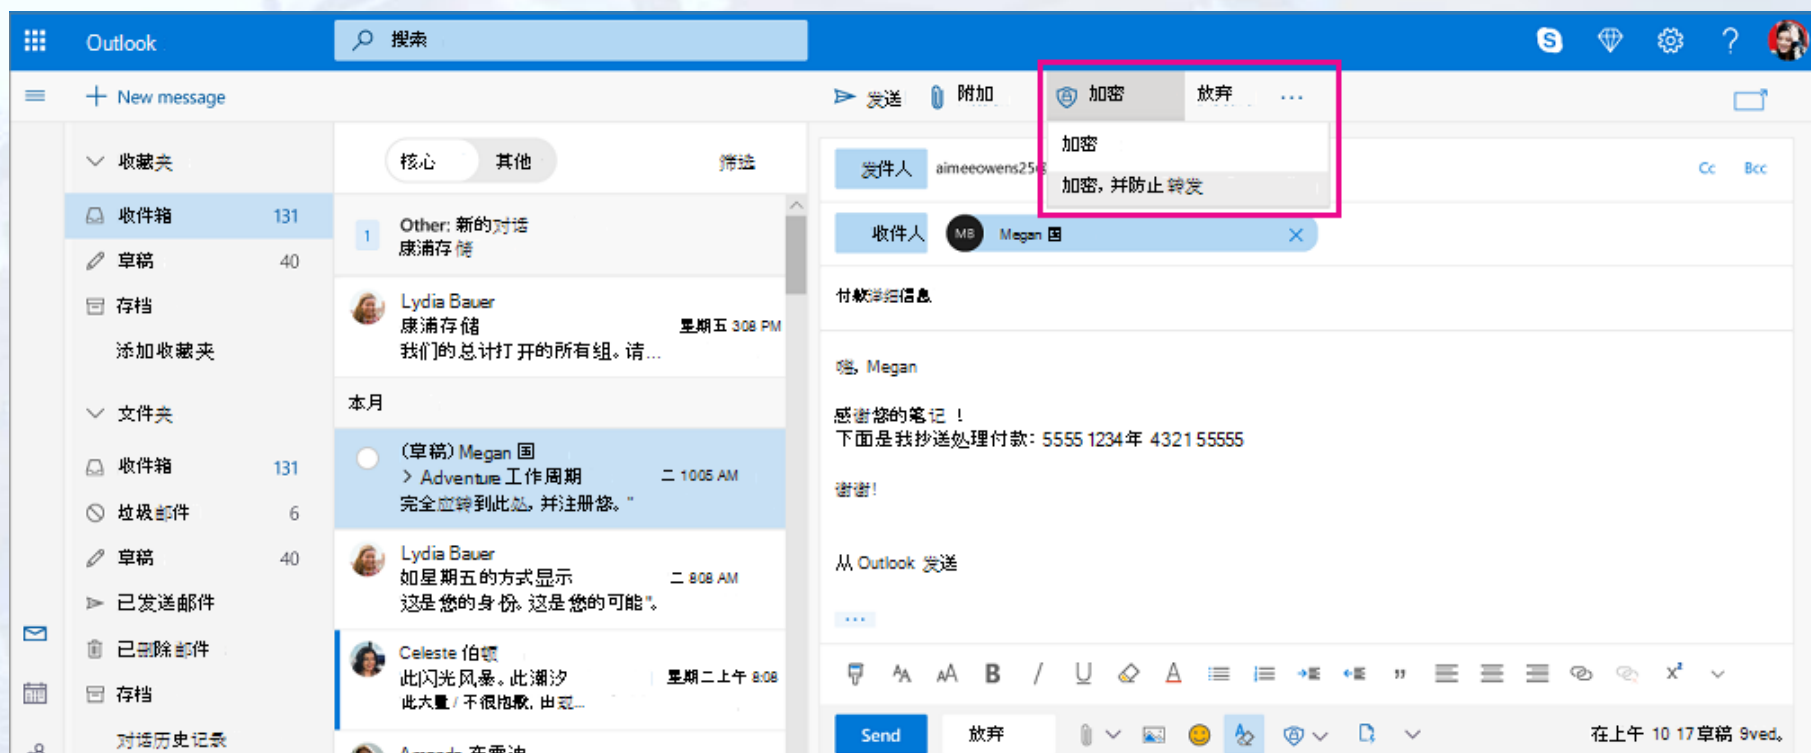 Outlook
搜索
New message
发送
附加
加密
放弃
...
加密
加密, 并防止转发
收藏夹
收件箱 131
草稿 40
存档
添加收藏夹
文件夹
收件箱 131
垃圾邮件 6
草稿 40
已发送邮件
已删除邮件
存档
对话历史记录
核心 其他 筛选
1
Other: 新的对话
康浦存储
Lydia Bauer
康浦存储 星期五 308 PM
我们的总计打开的所有组。请...
本月
(草稿) Megan 国
> Adventure 工作周期 二 1005 AM
完全应转到此处, 并注册您。"
Lydia Bauer
如星期五的方式显示 二 808 AM
这是您的身份。这是您的可能"。
Celeste 伯顿
此闪光风暴。此潮汐 星期二上午 8:08
此大量 / 不很抱歉, 出现...
发件人 aimeeowens25@
Cc Bcc
收件人 MB Megan 国
付款详细信息
嗨, Megan
感谢您的笔记 !
下面是我抄送处理付款: 5555 1234年 4321 55555
谢谢!
从 Outlook 发送
...
Send 放弃
在上午 10 17草稿 9ved。